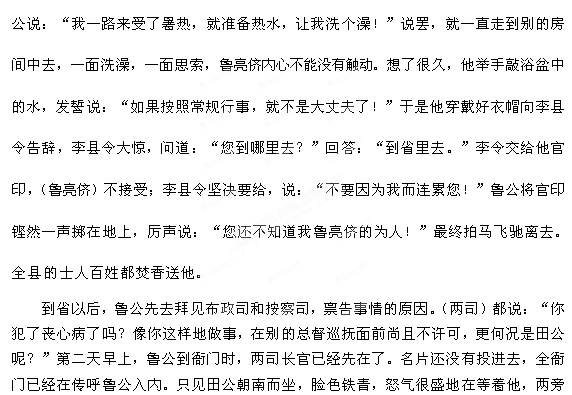 公说：“我一路来受了暑热，就准备热水，让我洗个澡！”说罢，就一直走到别的房
间中去，一面洗澡，一面思索，鲁亮侪内心不能没有触动。想了很久，他举手敲浴盆中
的水，发誓说：“如果按照常规行事，就不是大丈夫了！”于是他穿戴好衣帽向李县
令告辞，李县令大惊，问道：“您到哪里去？”回答：“到省里去。”李令交给他官
印，（鲁亮侪）不接受；李县令坚决要给，说：“不要因为我而连累您！”鲁公将官印
铿然一声掷在地上，厉声说：“您还不知道我鲁亮侪的为人！”最终拍马飞驰离去。
全县的士人百姓都焚香送他。
到省以后，鲁公先去拜见布政司和按察司，禀告事情的原因。（两司）都说：“你
犯了丧心病了吗？像你这样地做事，在别的总督巡抚面前尚且不许可，更何况是田公
呢？”第二天早上，鲁公到衙门时，两司长官已经先在了。名片还没有投进去，全衙
门已经在传呼鲁公入内。只见田公朝南而坐，脸色铁青，怒气很盛地在等着他，两旁